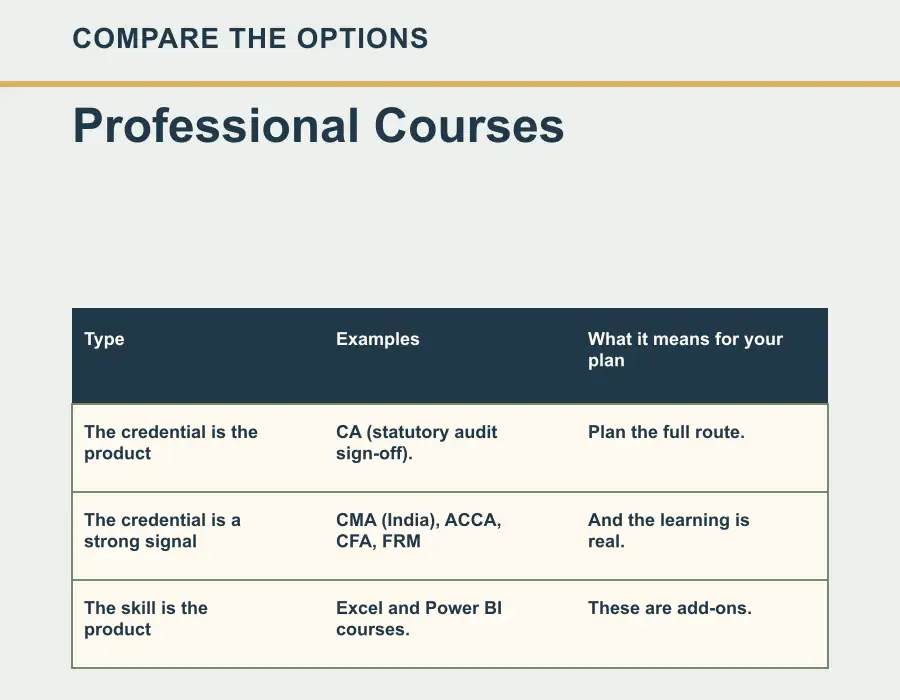 COMPARE THE OPTIONS
Professional Courses
Type
Examples
What it means for your
plan
The credential is the
product
CA (statutory audit
sign-off).
Plan the full route.
The credential is a
strong signal
CMA (India), ACCA,
CFA, FRM
And the learning is
real.
The skill is the
product
Excel and Power BI
courses.
These are add-ons.